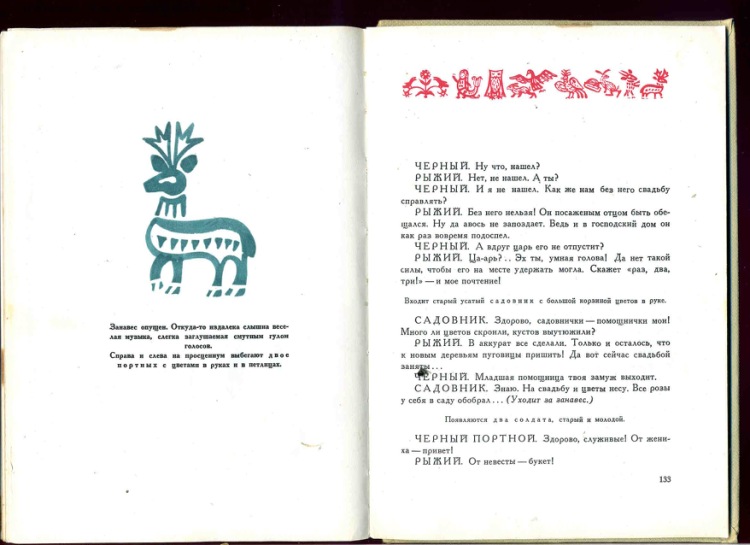 Занавес опущен. Откуда-то издалека слышна весе-
лая музыка, слегка заглушаемая смутным гулом
голосов.
Справа и слева на просцениум выбегают двое
портных с цветами в руках и в петлицах.
ЧЕРНЫЙ. Ну что, нашел?
РЫЖИЙ. Нет, не нашел. А ты?
ЧЕРНЫЙ. И я не нашел. Как же нам без него свадьбу
справлять?
РЫЖИЙ. Без него нельзя! Он посаженым отцом быть обе-
щался. Ну да авось не запоздает. Ведь и в господский дом он
как раз вовремя подоспел.
ЧЕРНЫЙ. А вдруг царь его не отпустит?
РЫЖИЙ. Ца-арь?.. Эх ты, умная голова! Да нет такой
силы, чтобы его на месте удержать могла. Скажет «раз, два,
три!» — и мое почтение!
Входит старый усатый садовник с большой корзиной цветов в руке.
САДОВНИК. Здорово, садовнички — помощнички мои!
Много ли цветов скроили, кустов выутюжили?
РЫЖИЙ. В аккурат все сделали. Только и осталось, что
к новым деревьям пуговицы пришить! Да вот сейчас свадьбой
заняты...
ЧЕРНЫЙ. Младшая помощница твоя замуж выходит.
САДОВНИК. Знаю. На свадьбу и цветы несу. Все розы
у себя в саду обобрал... (Уходит за занавес.)
Появляются два солдата, старый и молодой.
ЧЕРНЫЙ ПОРТНОЙ. Здорово, служивые! От жени-
ха — привет!
РЫЖИЙ. От невесты — букет!
133